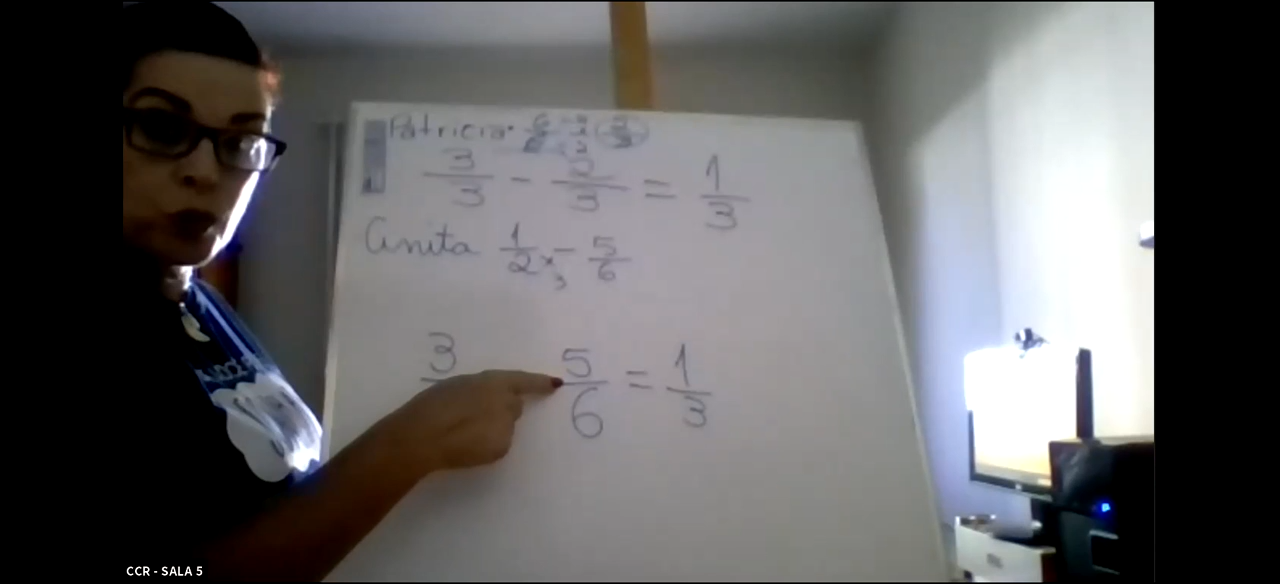 Patricia
3/3 - /3 = 1/3
Anita 1/2 x3 - 5/6
3 5/6 = 1/3
CCR - SALA 5